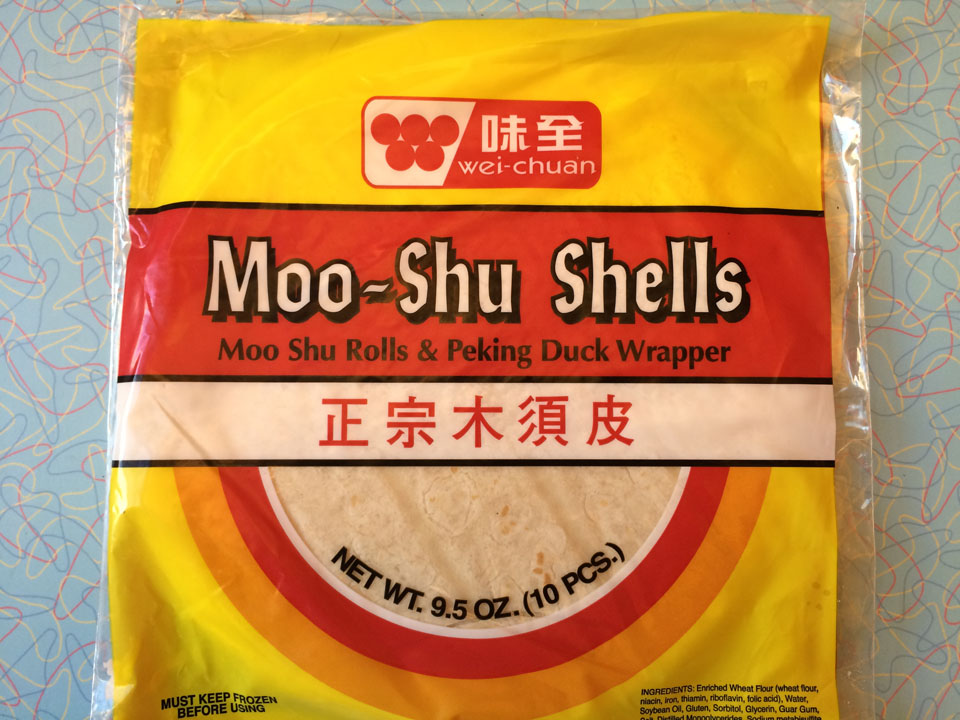 味全
wei-chuan
Moo~Shu Shells
Moo Shu Rolls & Peking Duck Wrapper
正宗木須皮
NET WT. 9.5 OZ. (10 PCS.)
MUST KEEP FROZEN
BEFORE USING
INGREDIENTS: Enriched Wheat Flour (wheat flour,
niacin, iron, thiamin, riboflavin, folic acid), Water,
Soybean Oil, Gluten, Sorbitol, Glycerin, Guar Gum,
Salt, Distilled Monoglycerides, Sodium metabisulfite